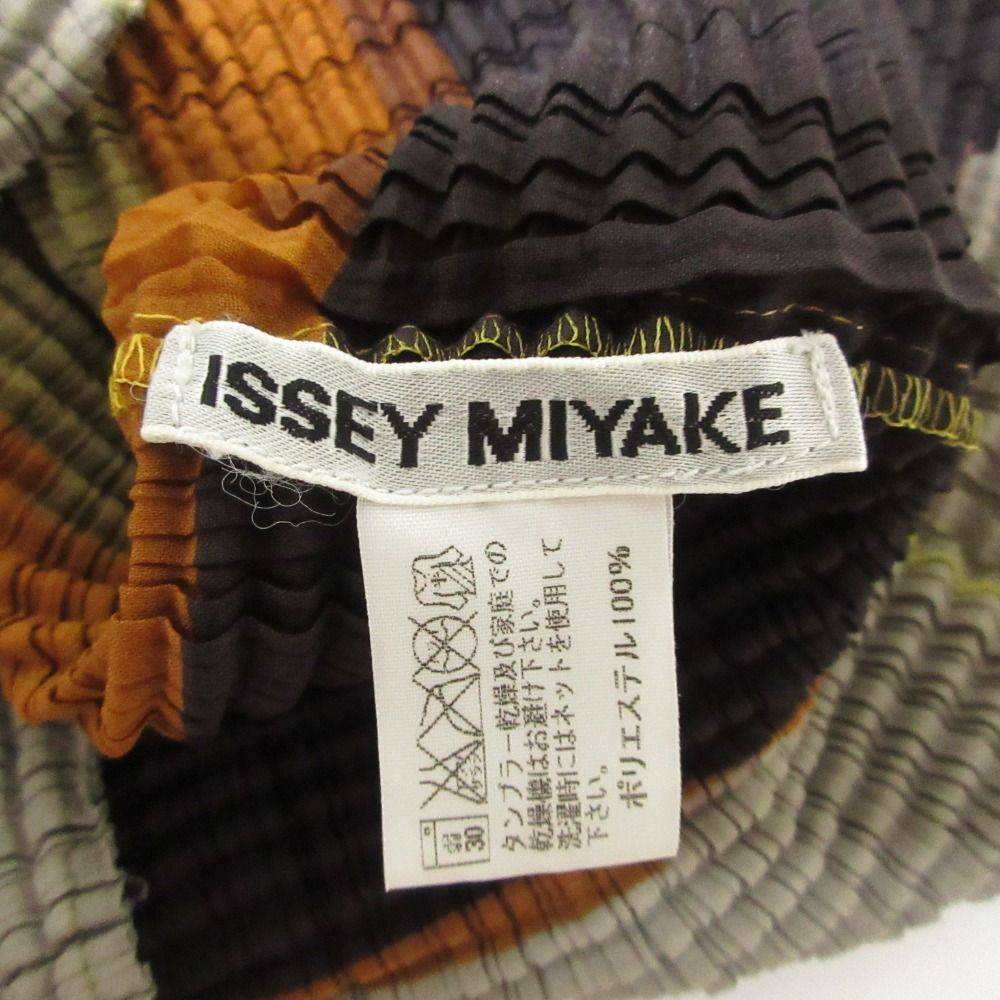 ISSEY MIYAKE
30
タンブラー乾燥及び家庭での
乾燥機はお避け下さい。
洗濯時にはネットを使用して
下さい。
ポリエステル100%